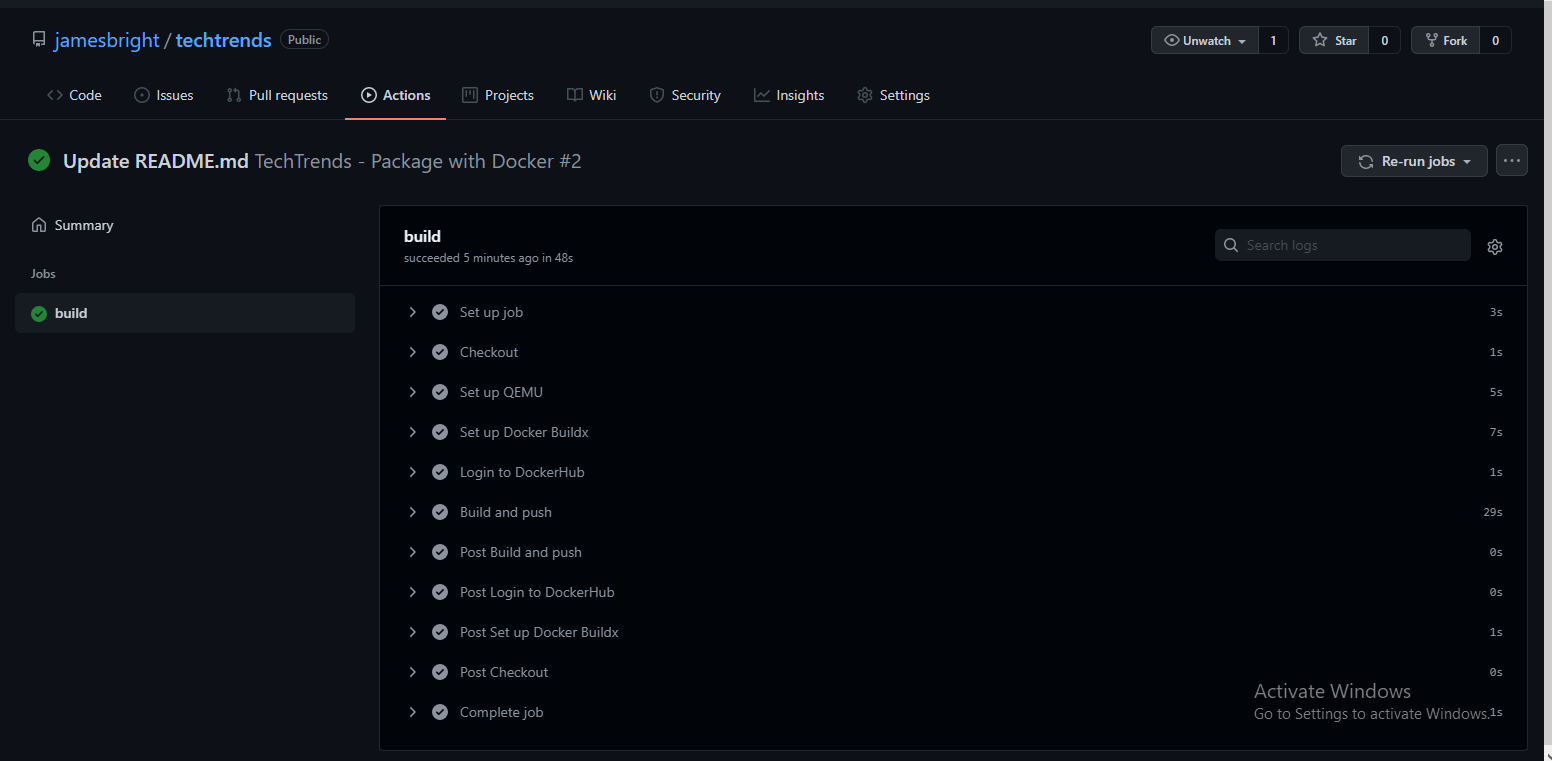 jamesbright / techtrends Public
Unwatch 1 Star 0 Fork 0
Code Issues Pull requests Actions Projects Wiki Security Insights Settings
Update README.md TechTrends - Package with Docker #2
Re-run jobs
Summary
Jobs
build
build
succeeded 5 minutes ago in 48s
Search logs
Set up job 3s
Checkout 1s
Set up QEMU 5s
Set up Docker Buildx 7s
Login to DockerHub 1s
Build and push 29s
Post Build and push 0s
Post Login to DockerHub 0s
Post Set up Docker Buildx 1s
Post Checkout 0s
Complete job 1s
Activate Windows
Go to Settings to activate Windows.